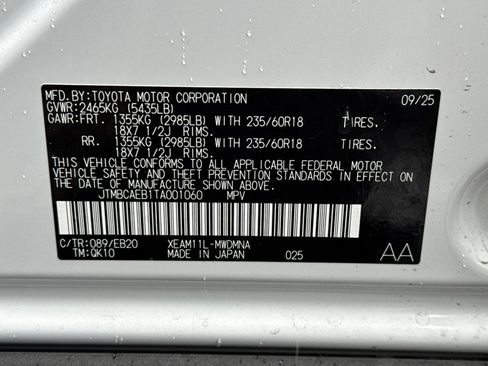 MFD.BY:TOYOTA MOTOR CORPORATION 09/25
GVWR:2465KG (5435LB)
GAWR:FRT. 1355KG (2985LB) WITH 235/60R18 TIRES.
18X7 1/2J RIMS.
RR. 1355KG (2985LB) WITH 235/60R18 TIRES.
18X7 1/2J RIMS.
THIS VEHICLE CONFORMS TO ALL APPLICABLE FEDERAL MOTOR
VEHICLE SAFETY AND THEFT PREVENTION STANDARDS IN
EFFECT ON THE DATE OF MANUFACTURE SHOWN ABOVE.
JTMBCAEB1TA001060 MPV
C/TR:089/EB20 XEAM11L-MWDMNA AA
TM:QK10 MADE IN JAPAN 025